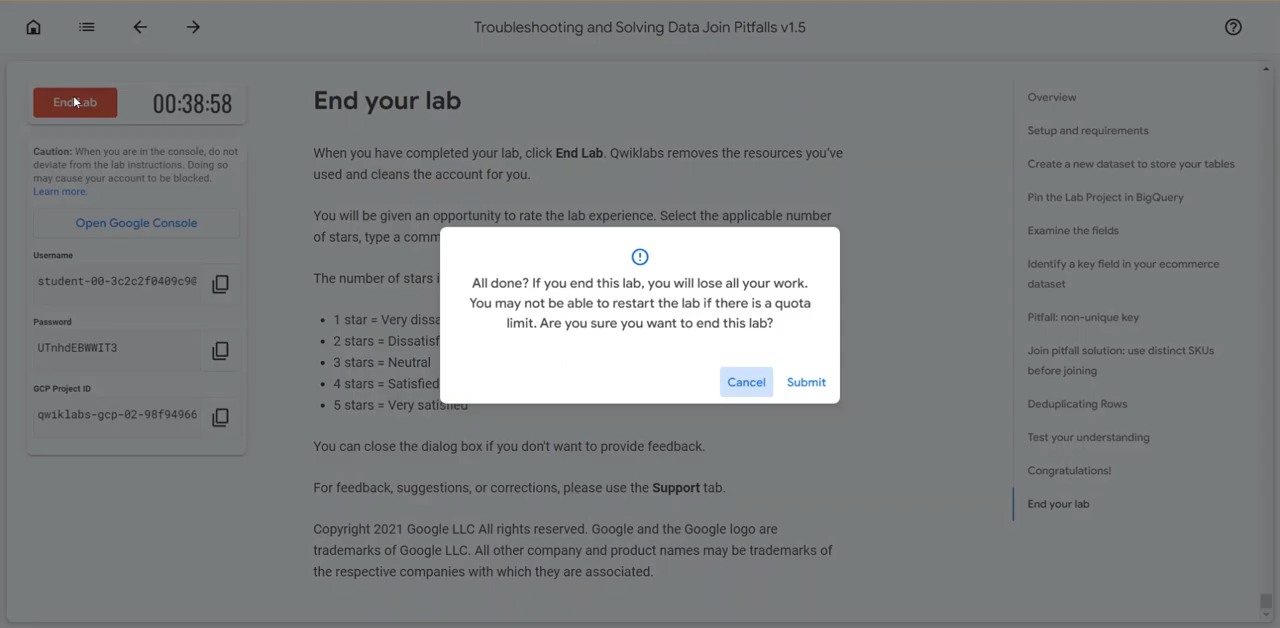 Troubleshooting and Solving Data Join Pitfalls v1.5
End Lab
00:38:58
Caution: When you are in the console, do not
deviate from the lab instructions. Doing so
may cause your account to be blocked.
Learn more.
Open Google Console
Username
student-00-3c2c2f0409c9@
Password
UTnhdEBWWIT3
GCP Project ID
qwiklabs-gcp-02-98f94966
End your lab
When you have completed your lab, click End Lab. Qwiklabs removes the resources you've
used and cleans the account for you.
You will be given an opportunity to rate the lab experience. Select the applicable number
of stars, type a comm
The number of stars i
• 1 star = Very dissa
• 2 stars = Dissatisf
• 3 stars = Neutral
• 4 stars = Satisfied
• 5 stars = Very satisfied
You can close the dialog box if you don't want to provide feedback.
For feedback, suggestions, or corrections, please use the Support tab.
Copyright 2021 Google LLC All rights reserved. Google and the Google logo are
trademarks of Google LLC. All other company and product names may be trademarks of
the respective companies with which they are associated.
All done? If you end this lab, you will lose all your work.
You may not be able to restart the lab if there is a quota
limit. Are you sure you want to end this lab?
Cancel
Submit
Overview
Setup and requirements
Create a new dataset to store your tables
Pin the Lab Project in BigQuery
Examine the fields
Identify a key field in your ecommerce
dataset
Pitfall: non-unique key
Join pitfall solution: use distinct SKUs
before joining
Deduplicating Rows
Test your understanding
Congratulations!
End your lab